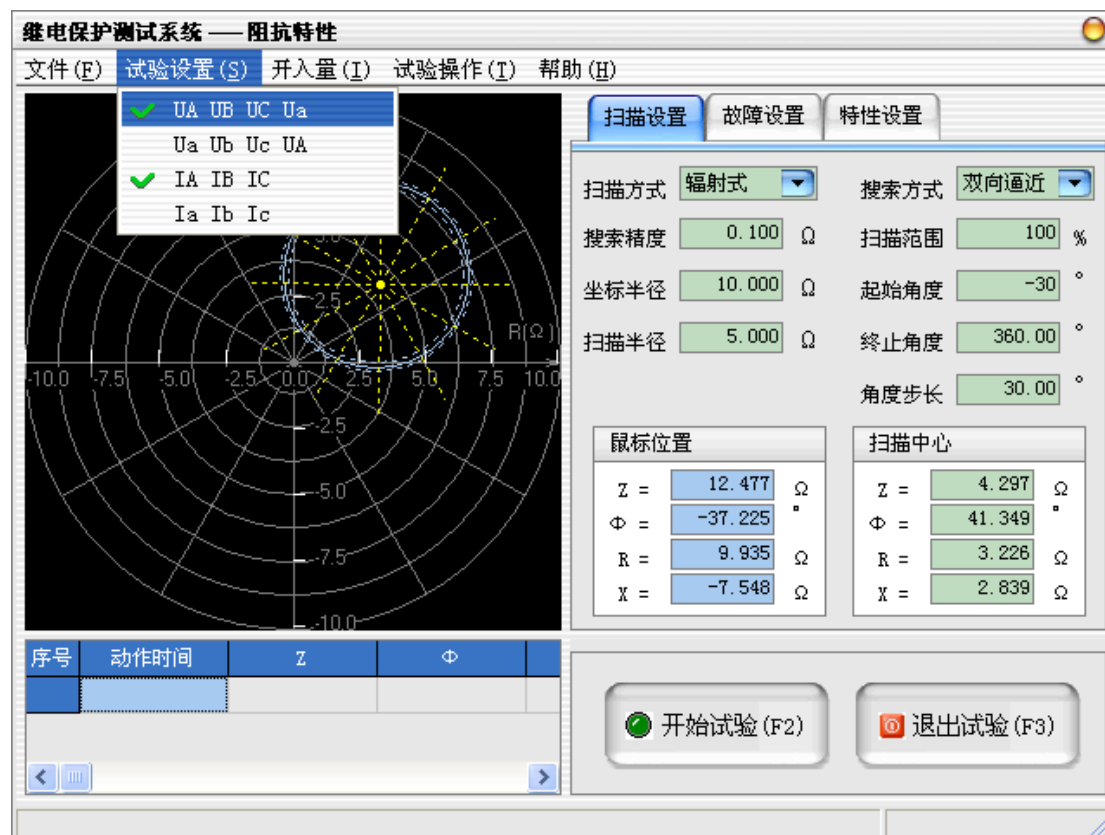 继电保护测试系统 —— 阻抗特性
文件(F) 试验设置(S) 开入量(I) 试验操作(T) 帮助(H)
UA UB UC Ua
Ua Ub Uc UA
IA IB IC
Ia Ib Ic
5.0
2.5
R(Ω)
-10.0 -7.5 -5.0 -2.5 0.0 2.5 5.0 7.5 10.0
-2.5
-5.0
-7.5
-10.0
扫描设置 故障设置 特性设置
扫描方式 辐射式 搜索方式 双向逼近
搜索精度 0.100 Ω 扫描范围 100 %
坐标半径 10.000 Ω 起始角度 -30 °
扫描半径 5.000 Ω 终止角度 360.00 °
角度步长 30.00 °
鼠标位置
Z = 12.477 Ω
Φ = -37.225 °
R = 9.935 Ω
X = -7.548 Ω
扫描中心
Z = 4.297 Ω
Φ = 41.349 °
R = 3.226 Ω
X = 2.839 Ω
序号 动作时间 Z Φ
开始试验(F2) 退出试验(F3)